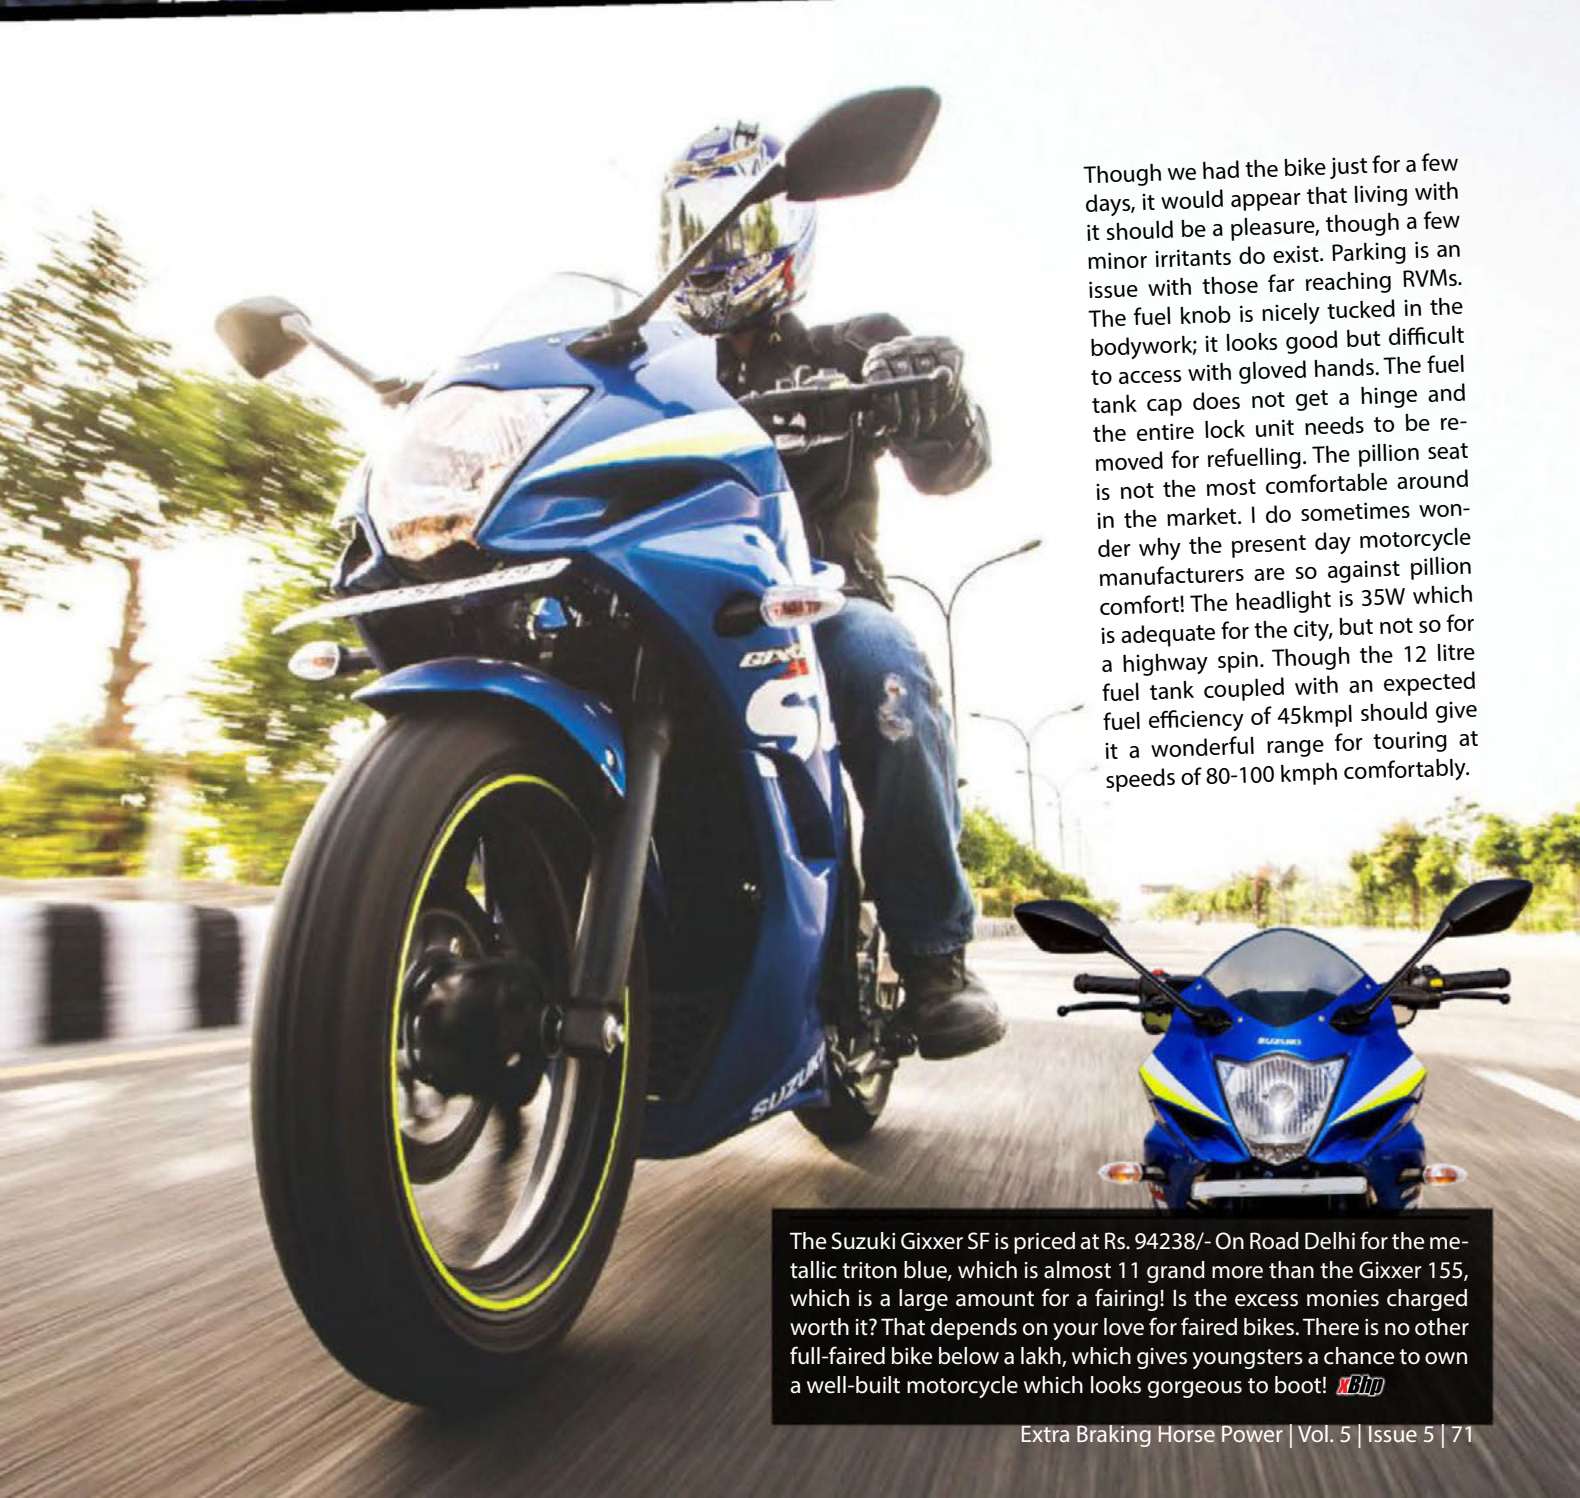 Though we had the bike just for a few
days, it would appear that living with
it should be a pleasure, though a few
minor irritants do exist. Parking is an
issue with those far reaching RVMs.
The fuel knob is nicely tucked in the
bodywork; it looks good but difficult
to access with gloved hands. The fuel
tank cap does not get a hinge and
the entire lock unit needs to be re-
moved for refuelling. The pillion seat
is not the most comfortable around
in the market. I do sometimes won-
der why the present day motorcycle
manufacturers are so against pillion
comfort! The headlight is 35W which
is adequate for the city, but not so for
a highway spin. Though the 12 litre
fuel tank coupled with an expected
fuel efficiency of 45kmpl should give
it a wonderful range for touring at
speeds of 80-100 kmph comfortably.
SUZUKI
SUZUKI
The Suzuki Gixxer SF is priced at Rs. 94238/- On Road Delhi for the me-
tallic triton blue, which is almost 11 grand more than the Gixxer 155,
which is a large amount for a fairing! Is the excess monies charged
worth it? That depends on your love for faired bikes. There is no other
full-faired bike below a lakh, which gives youngsters a chance to own
a well-built motorcycle which looks gorgeous to boot! xBhp
Extra Braking Horse Power | Vol. 5 | Issue 5 | 71